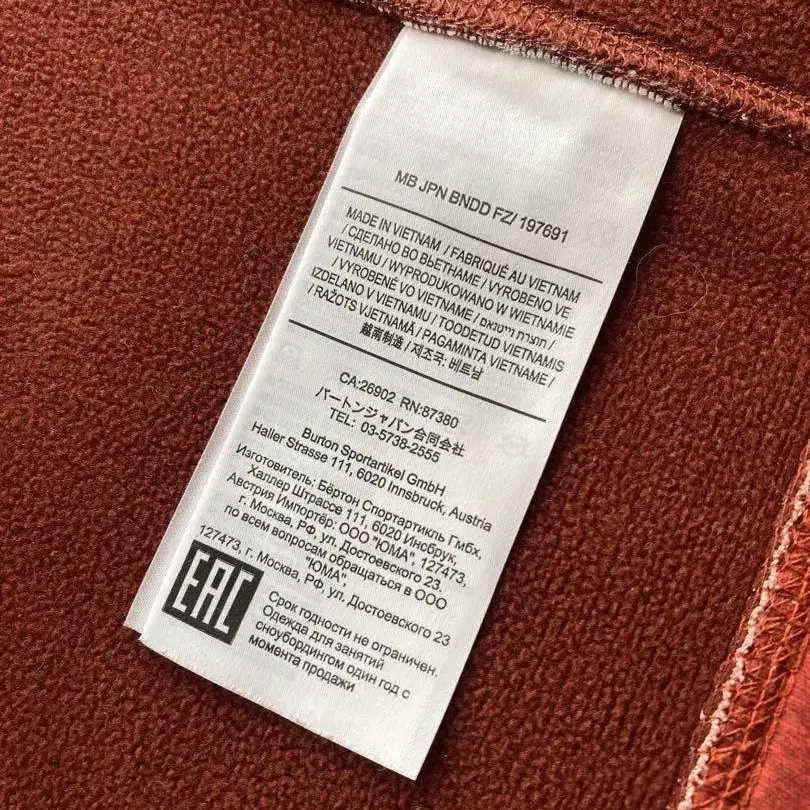 MB JPN BNDD FZ/ 197691
MADE IN VIETNAM / FABRIQUÉ AU VIETNAM
/ СДЕЛАНО ВО ВЬЕТНАМЕ / VYROBENO VE
VIETNAMU / WYPRODUKOWANO W WIETNAMIE
/ VYROBENÉ VO VIETNAME / תוצרת וייטנאם /
IZDELANO V VIETNAMU / TOODETUD VIETNAMIS
/ RAŽOTS VJETNAMĀ / PAGAMINTA VIETNAME /
越南制造 / 제조국: 베트남
CA:26902 RN:87380
バートンジャパン合同会社
TEL: 03-5738-2555
Burton Sportartikel GmbH
Haller Strasse 111, 6020 Innsbruck, Austria
Изготовитель: Бёртон Спортартикль Гмбх,
Халлер Штрассе 111, 6020 Инсбрук,
Австрия Импортёр: ООО "ЮМА", 127473,
г. Москва, РФ, ул. Достоевского 23.
по всем вопросам обращаться в ООО
"ЮМА",
127473, г. Москва, РФ, ул. Достоевского 23
EAC
Срок годности не ограничен.
Одежда для занятий
сноубордингом один год с
момента продажи